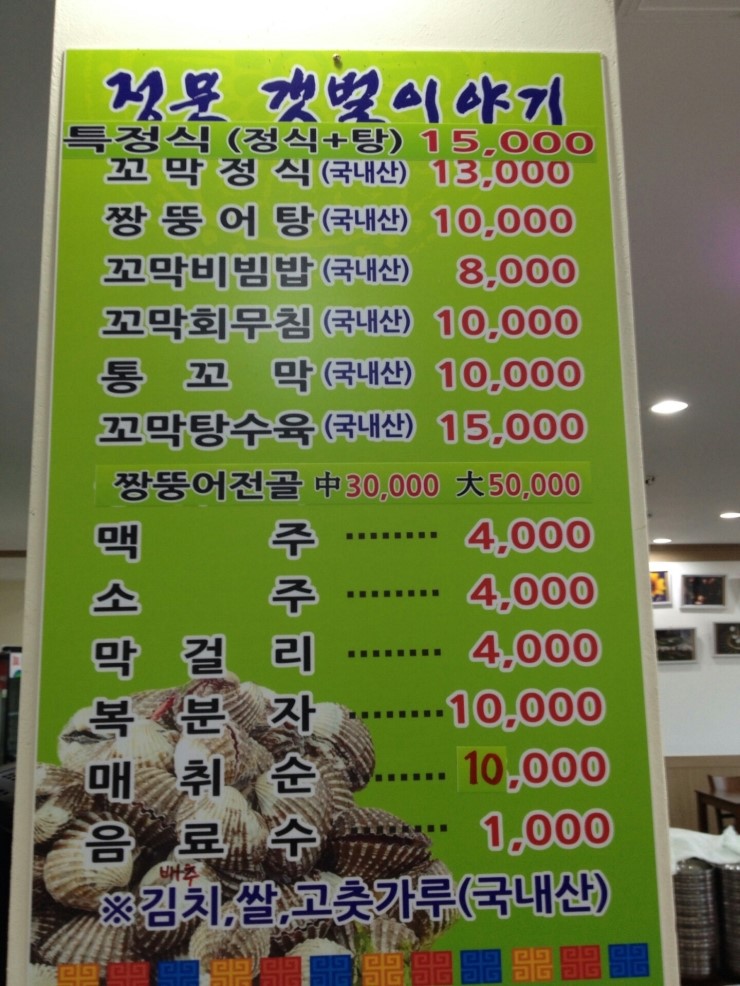 정문 갯벌이야기
특정식 (정식+탕) 15,000
꼬막정식(국내산) 13,000
짱뚱어탕(국내산) 10,000
꼬막비빔밥(국내산) 8,000
꼬막회무침(국내산) 10,000
통꼬막(국내산) 10,000
꼬막탕수육(국내산) 15,000
짱뚱어전골 中30,000 大50,000
맥주 ········· 4,000
소주 ········· 4,000
막걸리 ········· 4,000
복분자 ·········10,000
매취순 ······· 10,000
음료수 ········ 1,000
배추
※김치,쌀,고춧가루(국내산)